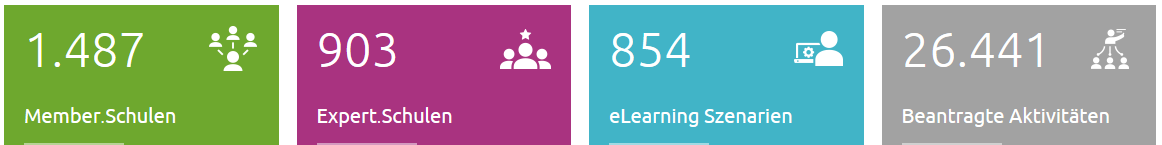 1.487
Member.Schulen
903
Expert.Schulen
854
eLearning Szenarien
26.441
Beantragte Aktivitäten